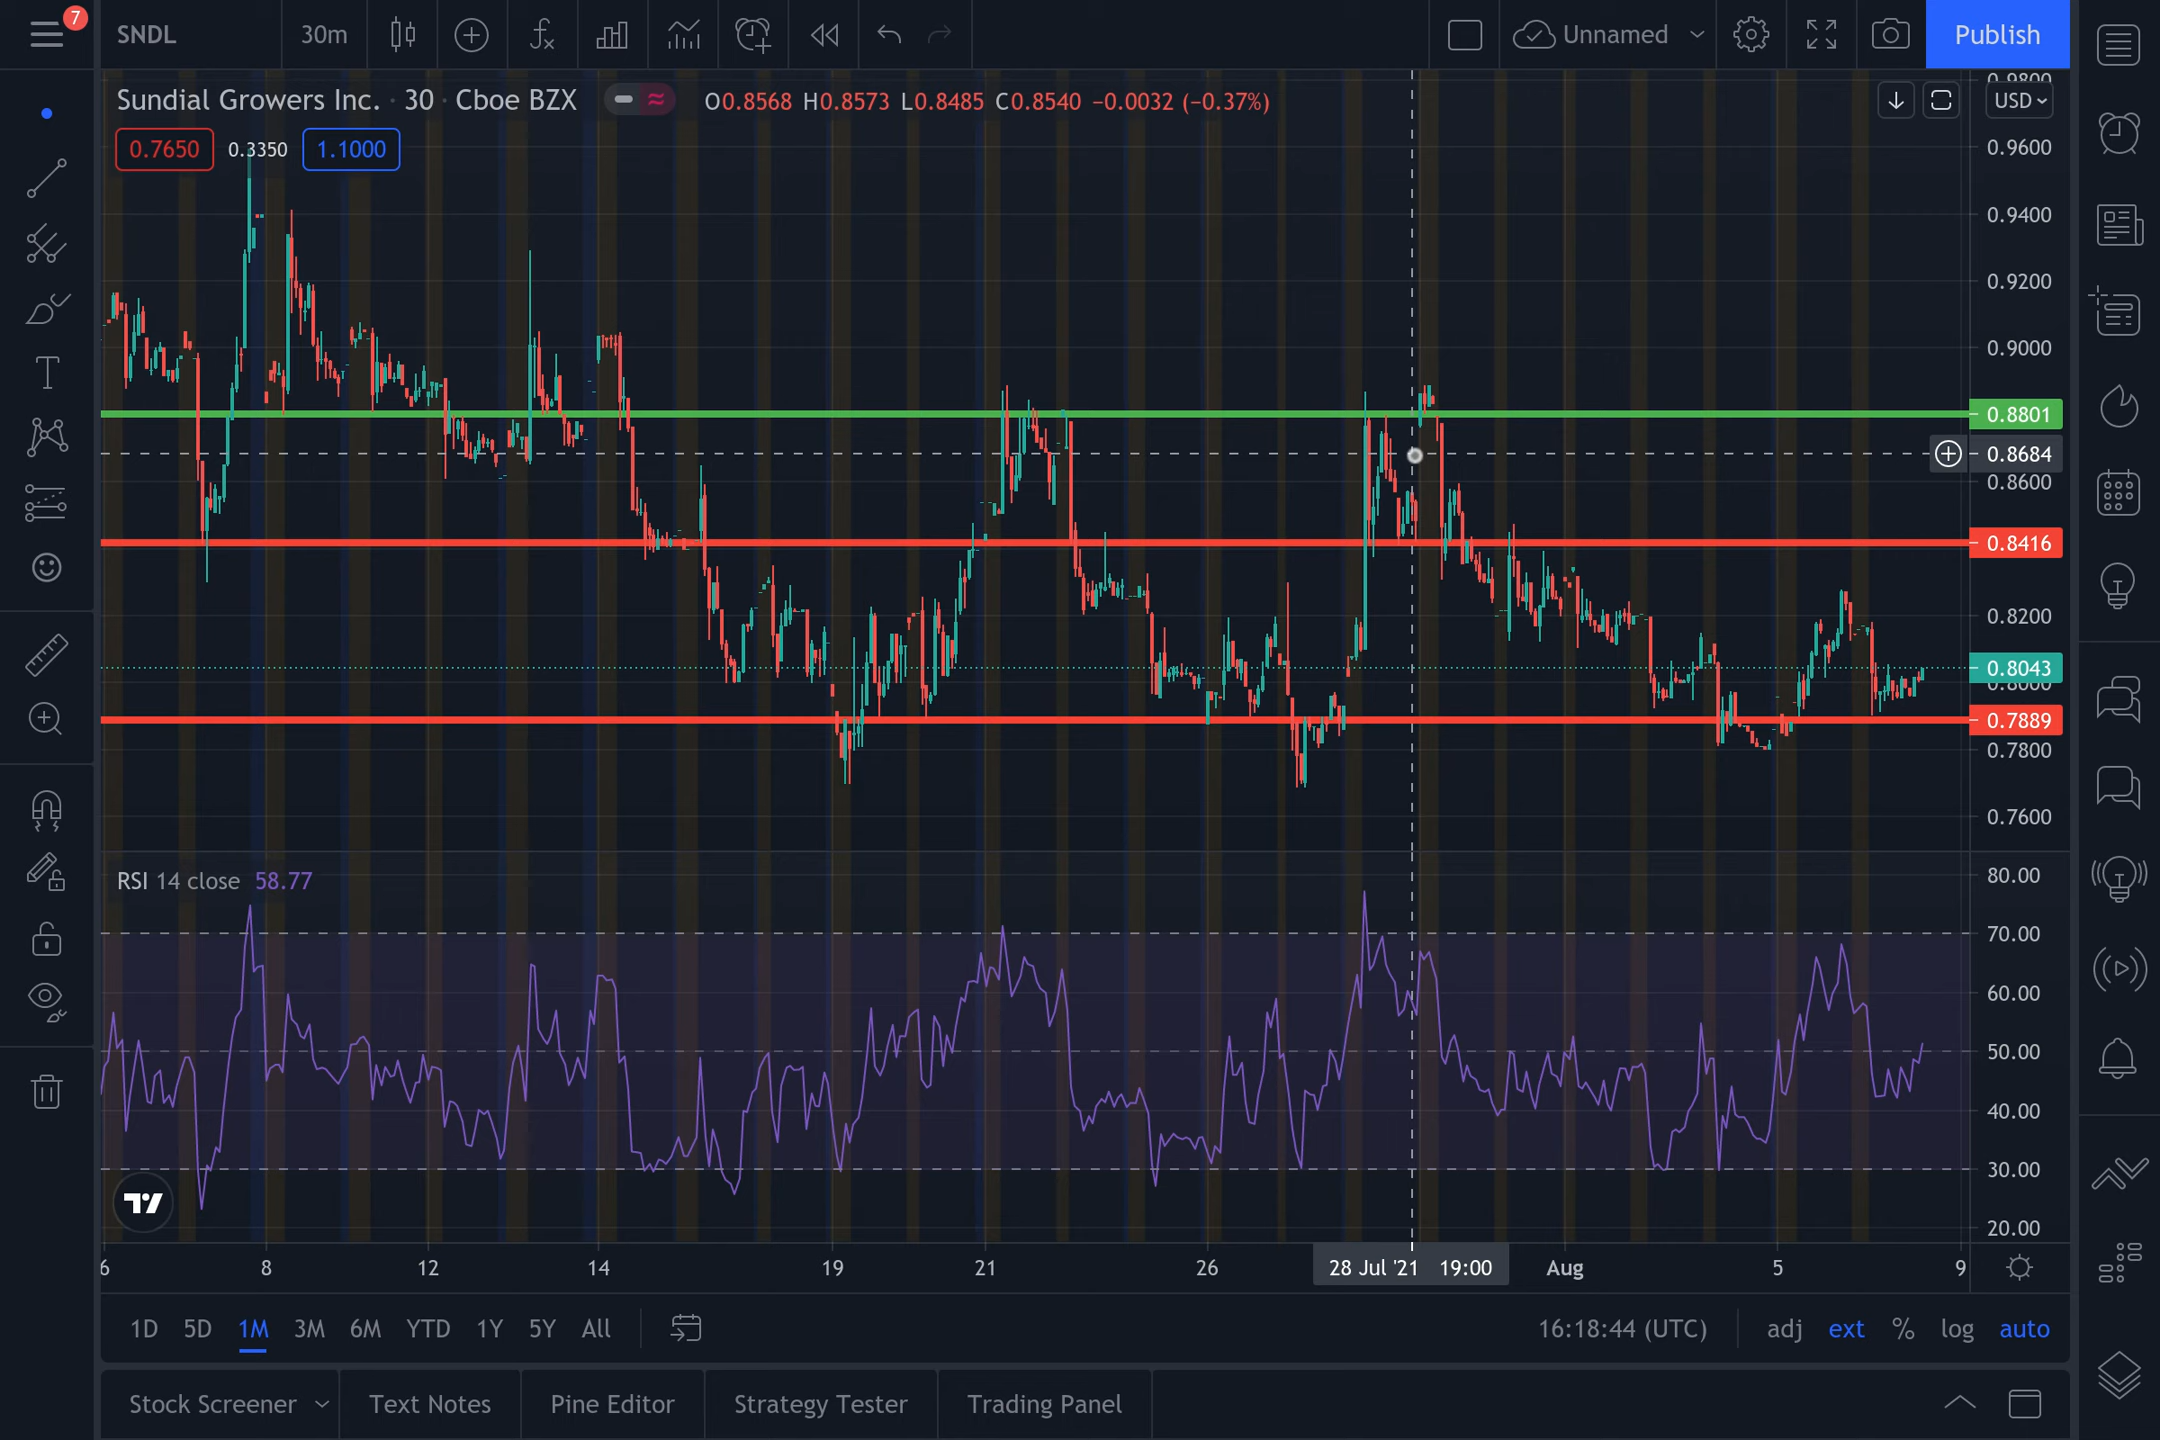 7
SNDL
30m
Unnamed
Publish
Sundial Growers Inc. · 30 · Cboe BZX
O0.8568 H0.8573 L0.8485 C0.8540 −0.0032 (−0.37%)
USD
0.7650
0.3350
1.1000
0.9800
0.9600
0.9400
0.9200
0.9000
0.8801
0.8684
0.8600
0.8416
0.8200
0.8043
0.8000
0.7889
0.7800
0.7600
RSI 14 close 58.77
80.00
70.00
60.00
50.00
40.00
30.00
20.00
6 8 12 14 19 21 26 28 Jul '21 19:00 Aug 5 9
1D 5D 1M 3M 6M YTD 1Y 5Y All
16:18:44 (UTC) adj ext % log auto
Stock Screener Text Notes Pine Editor Strategy Tester Trading Panel